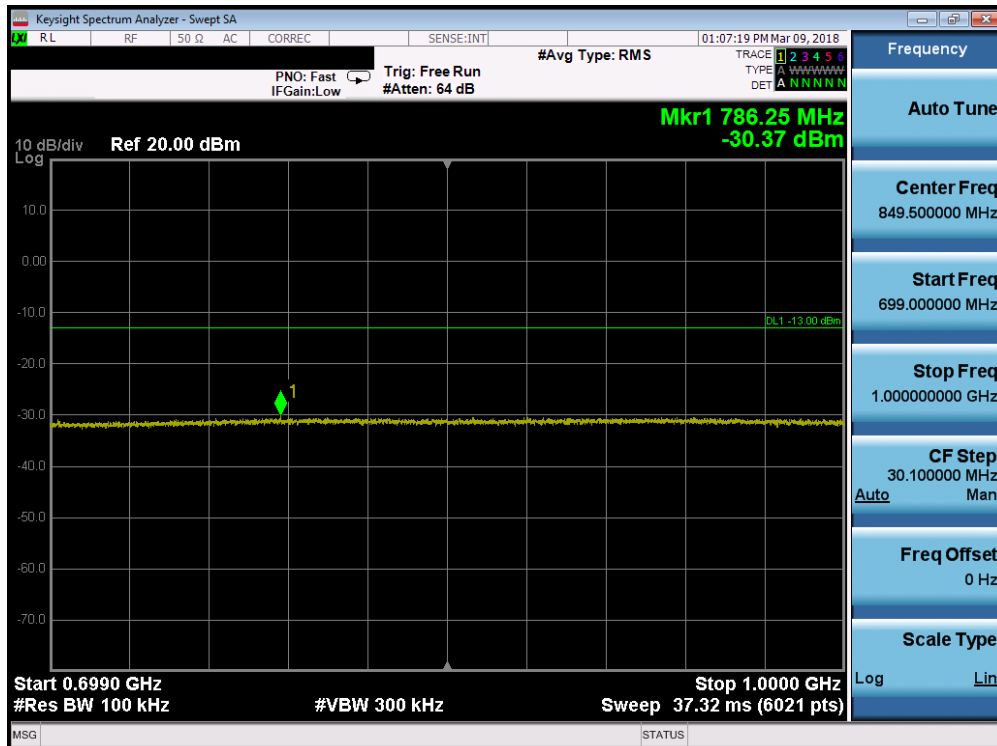 Keysight Spectrum Analyzer - Swept SA
LXI RL RF 50 Ω AC CORREC SENSE:INT 01:07:19 PM Mar 09, 2018
PNO: Fast
IFGain:Low
Trig: Free Run
#Atten: 64 dB
#Avg Type: RMS
TRACE 1 2 3 4 5 6
TYPE A W W W W W
DET A N N N N N
Mkr1 786.25 MHz
-30.37 dBm
10 dB/div
Log
Ref 20.00 dBm
10.0
0.00
-10.0
DL1 -13.00 dBm
-20.0
1
-30.0
-40.0
-50.0
-60.0
-70.0
Start 0.6990 GHz
Stop 1.0000 GHz
#Res BW 100 kHz
#VBW 300 kHz
Sweep 37.32 ms (6021 pts)
MSG
STATUS
Frequency
Auto Tune
Center Freq
849.500000 MHz
Start Freq
699.000000 MHz
Stop Freq
1.000000000 GHz
CF Step
30.100000 MHz
Auto Man
Freq Offset
0 Hz
Scale Type
Log Lin